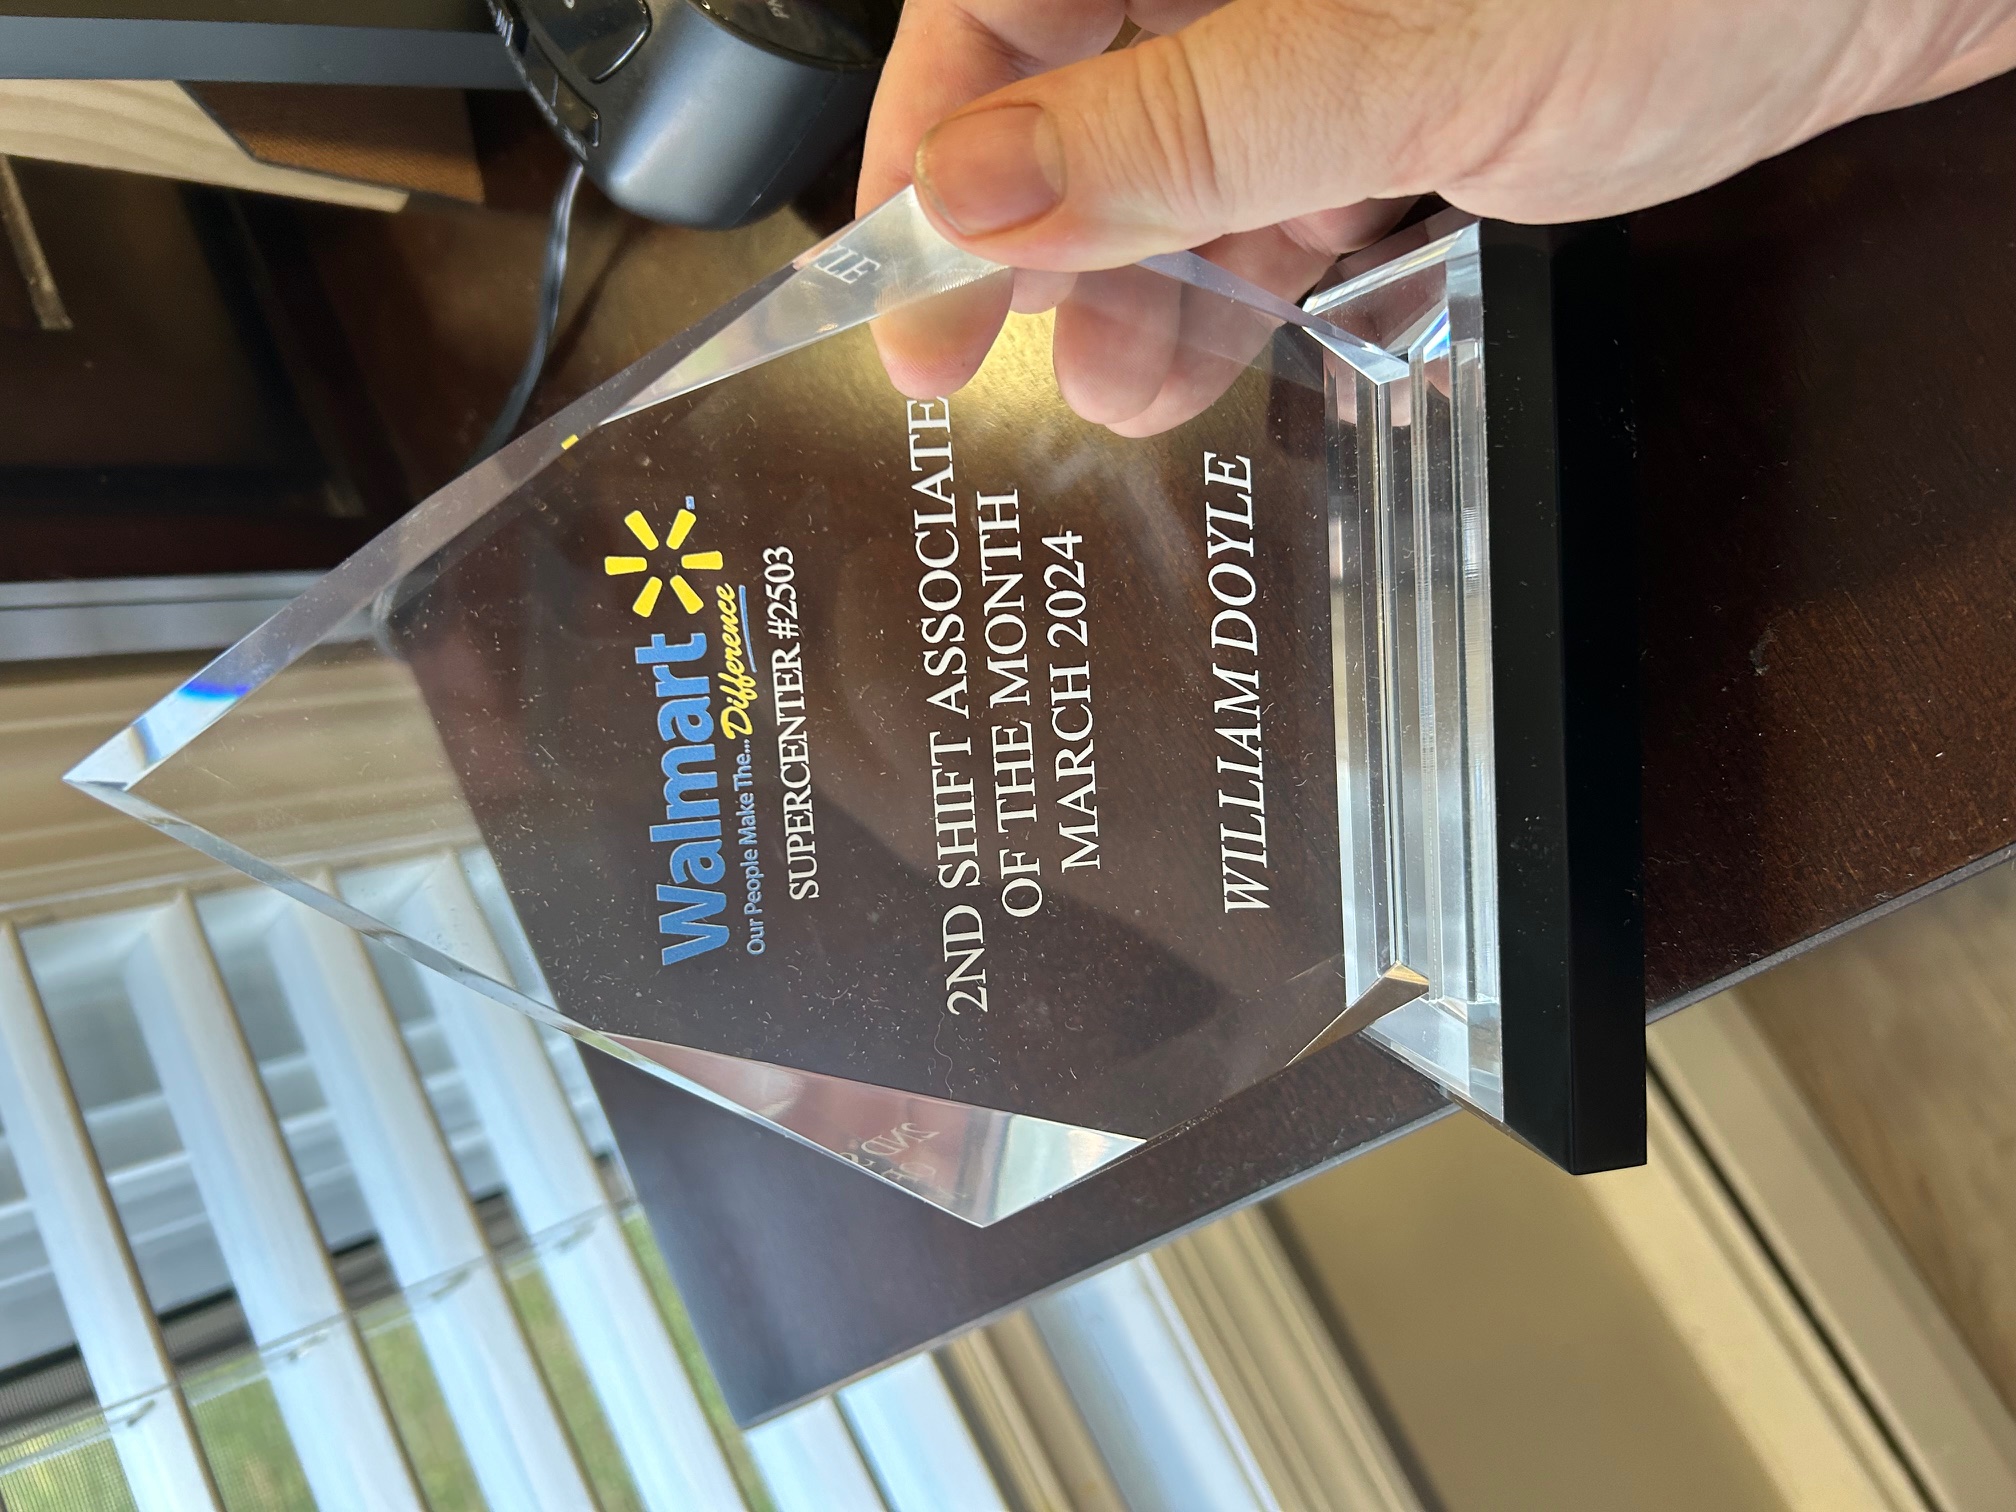 Walmart
Our People Make The... Difference
SUPERCENTER #2503
2ND SHIFT ASSOCIATE
OF THE MONTH
MARCH 2024
WILLIAM DOYLE